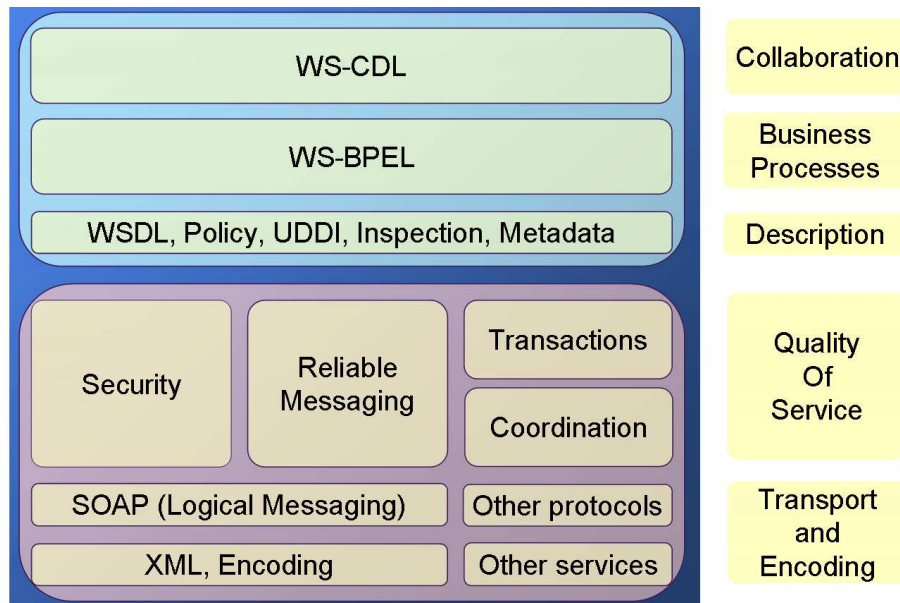 WS-CDL
Collaboration
WS-BPEL
Business
Processes
WSDL, Policy, UDDI, Inspection, Metadata
Description
Security
Reliable
Messaging
Transactions
Coordination
Quality
Of
Service
SOAP (Logical Messaging)
Other protocols
XML, Encoding
Other services
Transport
and
Encoding